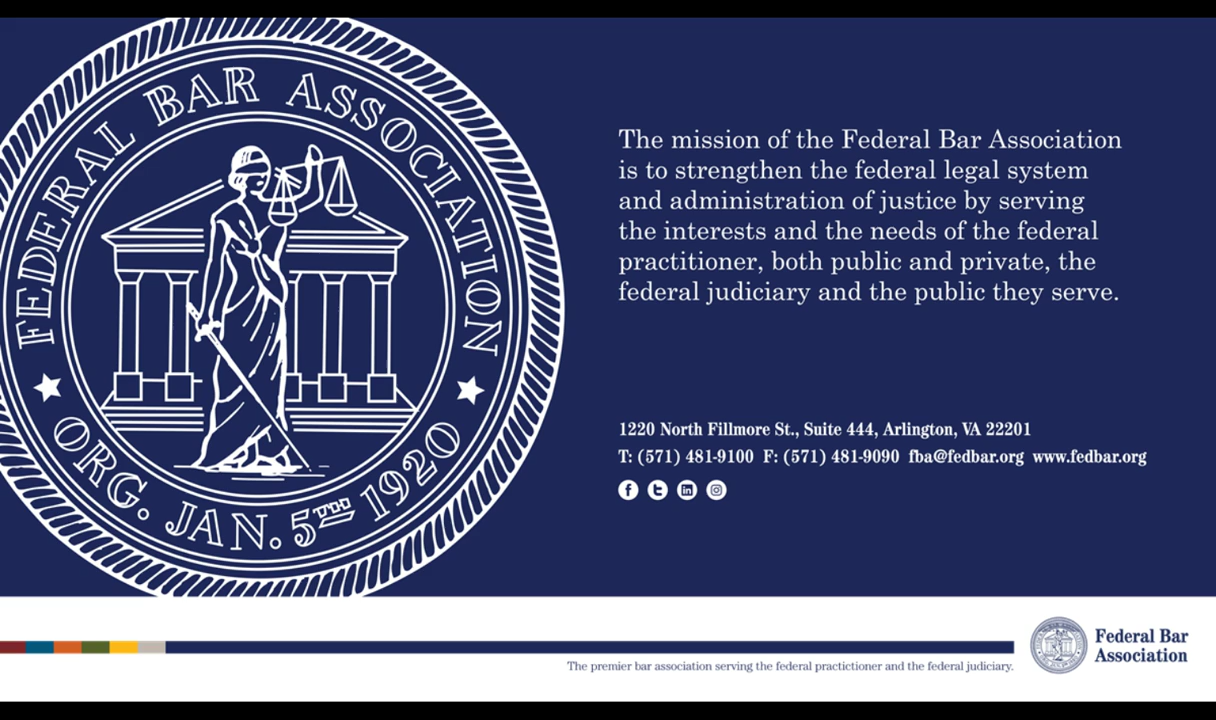 FEDERAL BAR ASSOCIATION
ORG. JAN. 5TH 1920
The mission of the Federal Bar Association
is to strengthen the federal legal system
and administration of justice by serving
the interests and the needs of the federal
practitioner, both public and private, the
federal judiciary and the public they serve.
1220 North Fillmore St., Suite 444, Arlington, VA 22201
T: (571) 481-9100 F: (571) 481-9090 fba@fedbar.org www.fedbar.org
Federal Bar
Association
The premier bar association serving the federal practictioner and the federal judiciary.